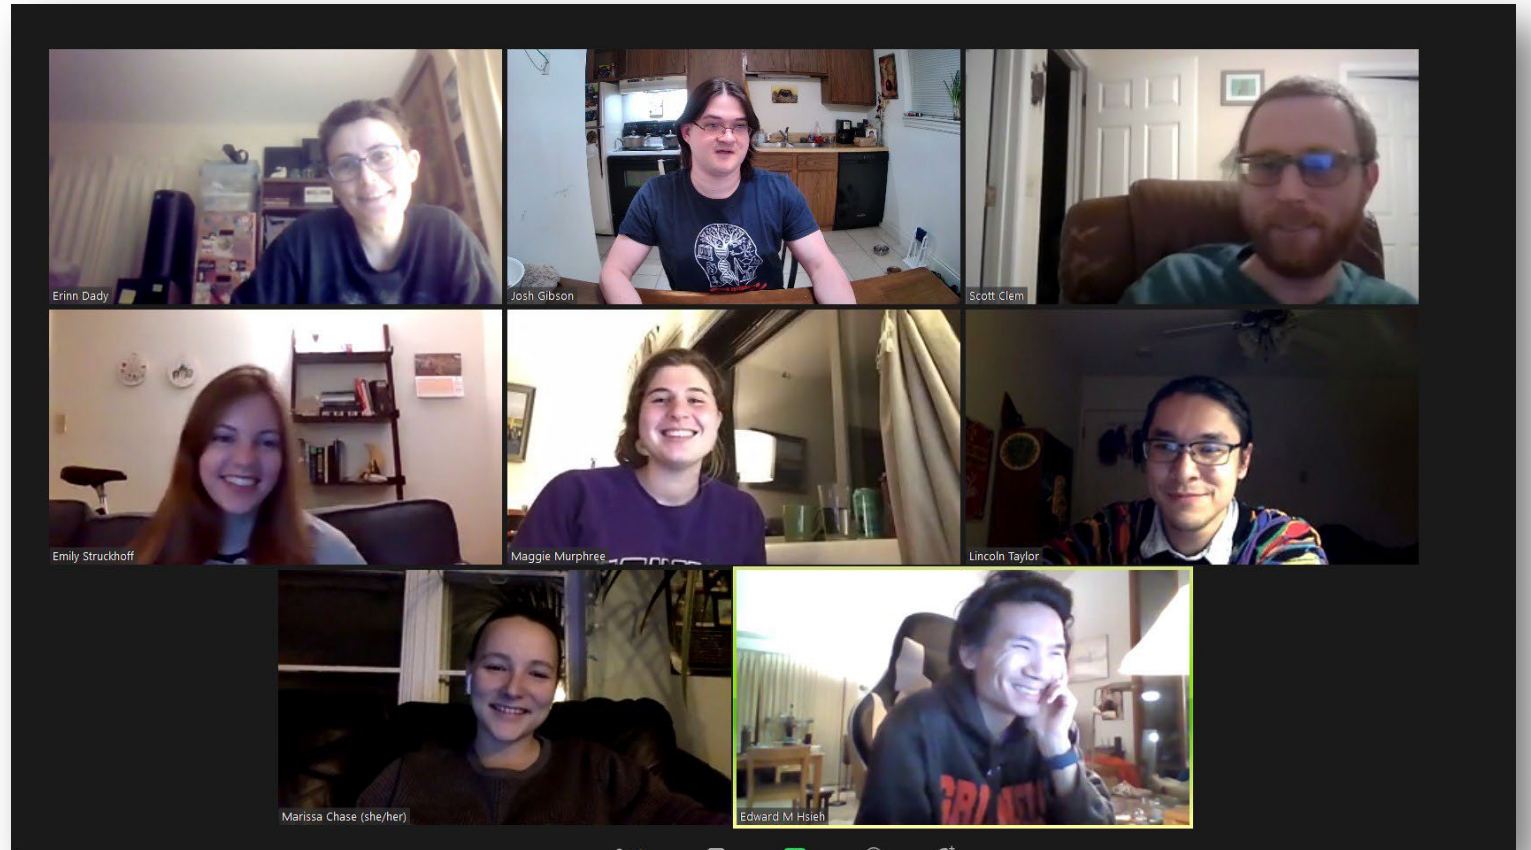 Erinn Dady
Josh Gibson
Scott Clem
Emily Struckhoff
Maggie Murphree
Lincoln Taylor
Marissa Chase (she/her)
Edward M Hsieh